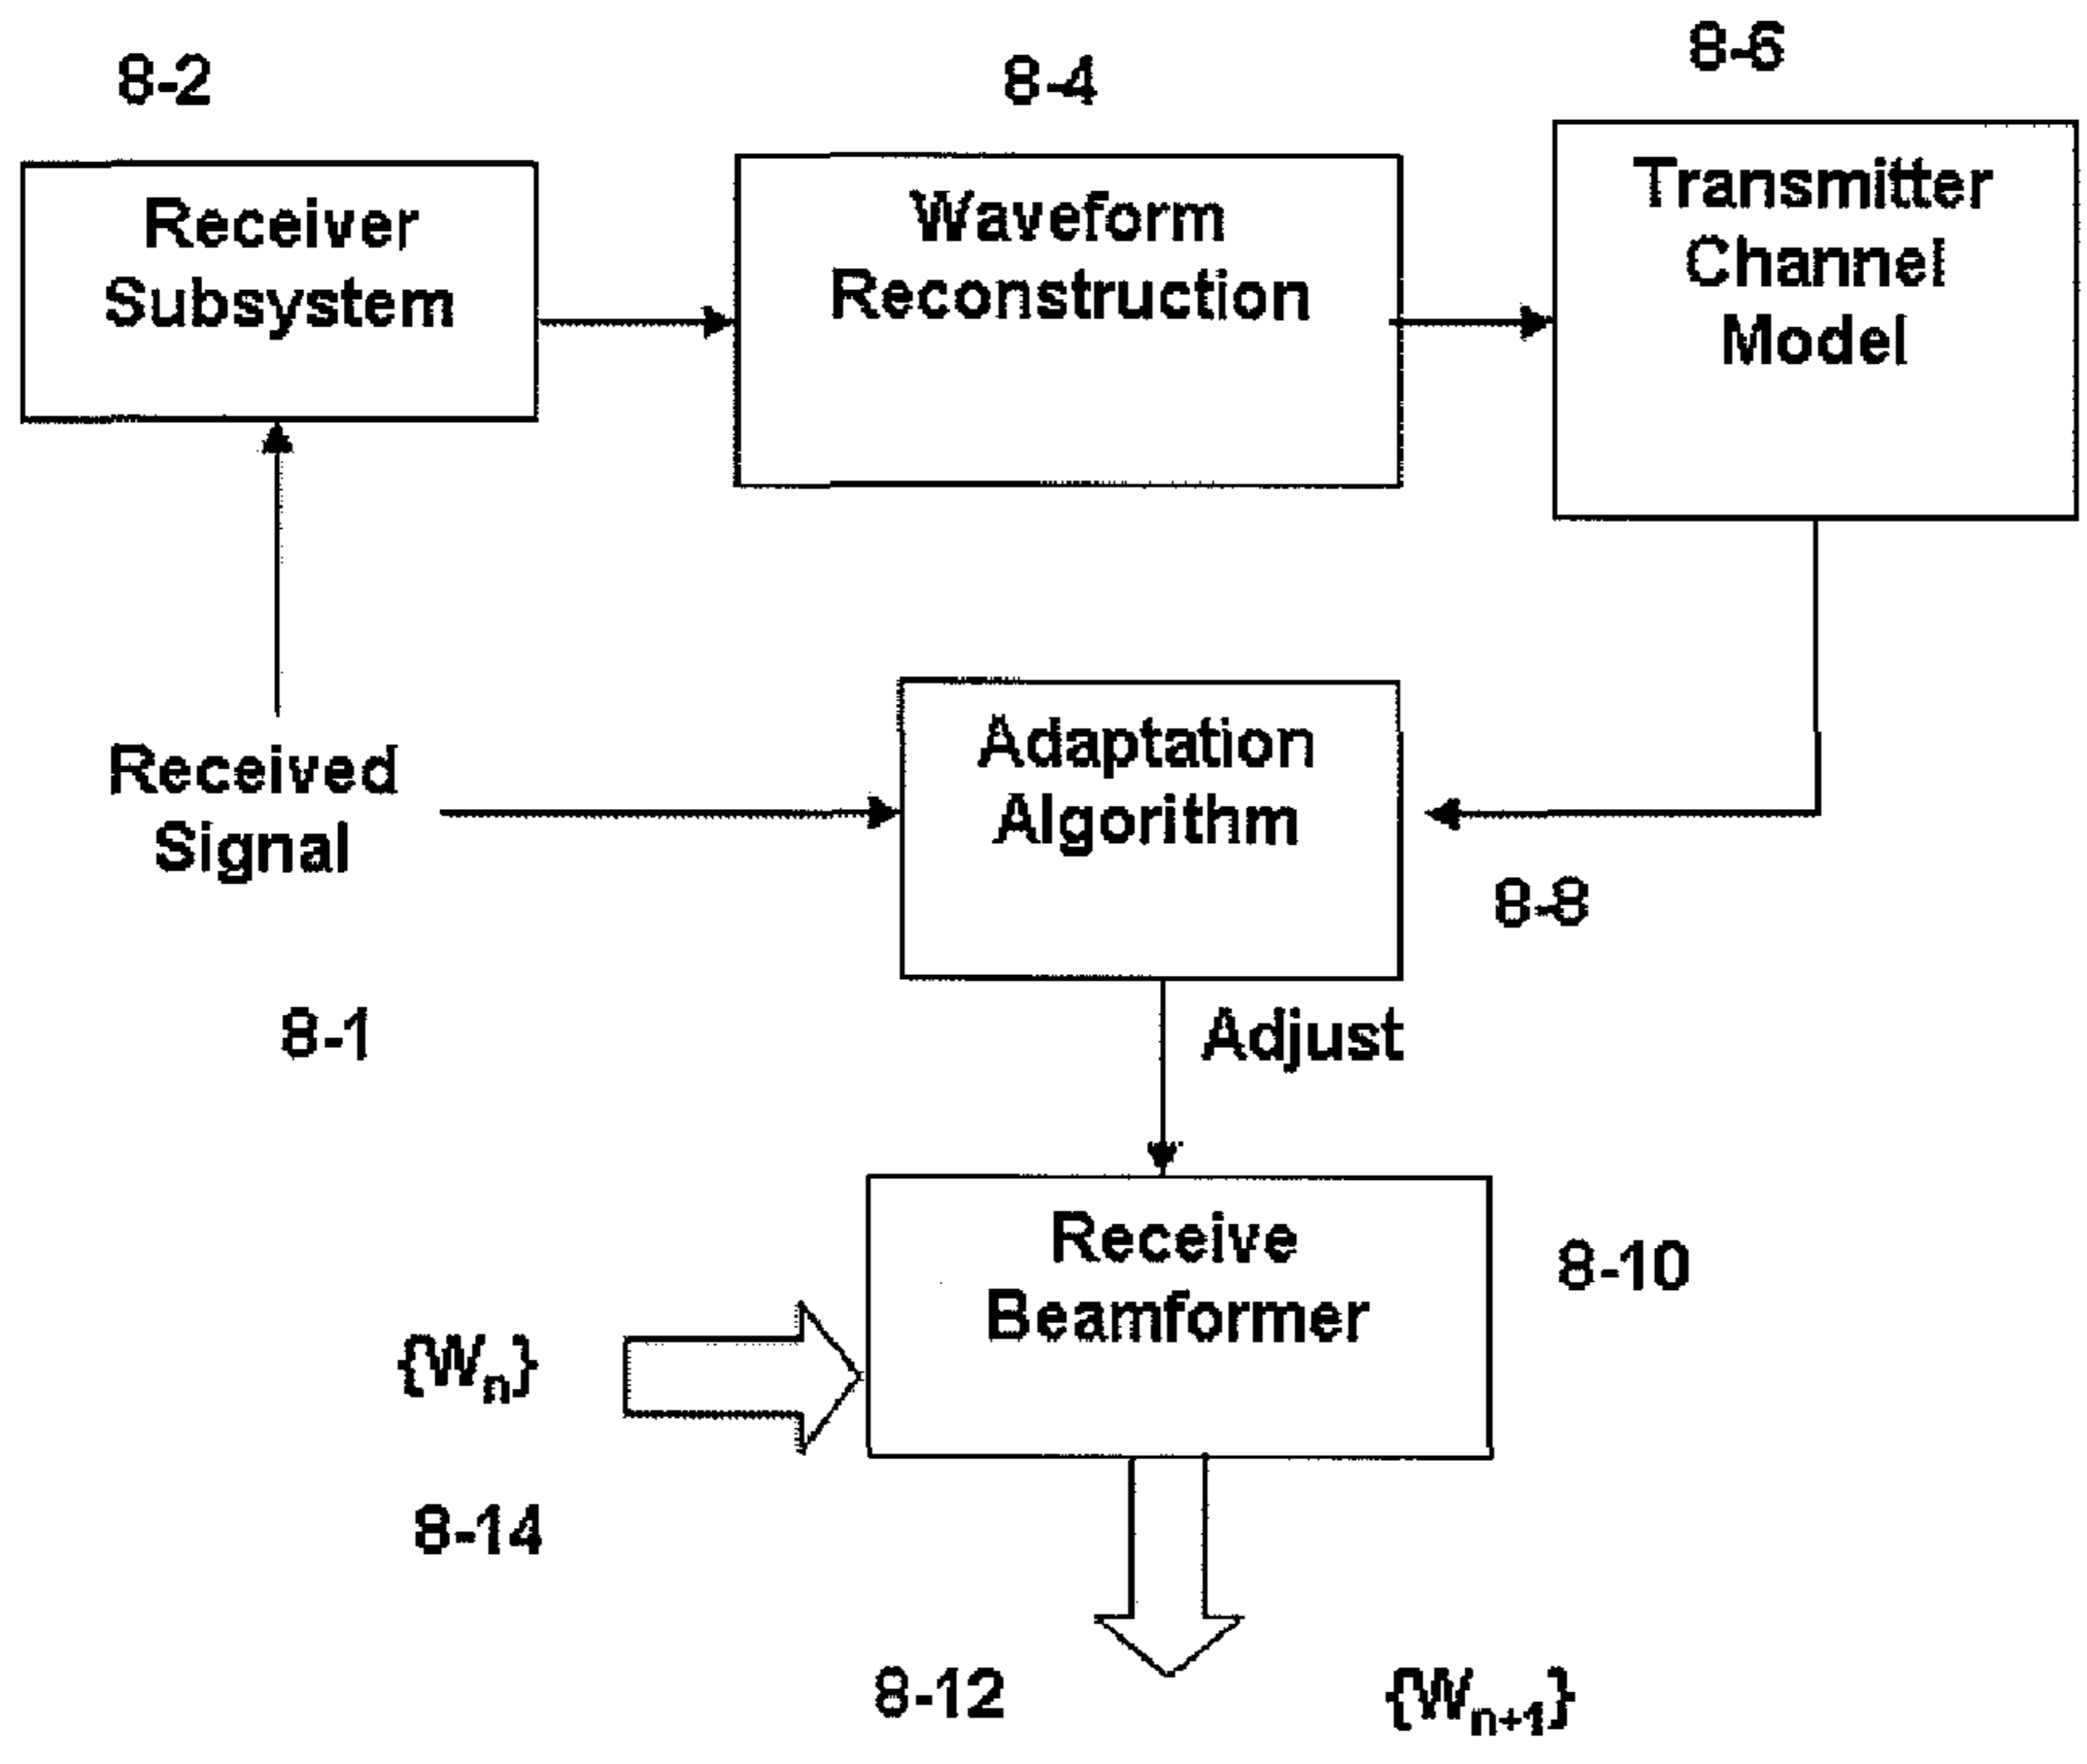 8-2
8-4
8-6
Receiver
Subsystem
Waveform
Reconstruction
Transmitter
Channel
Model
Received
Signal
Adaptation
Algorithm
8-8
8-1
Adjust
Receive
Beamformer
8-10
{Wn}
8-14
8-12
{Wn+1}